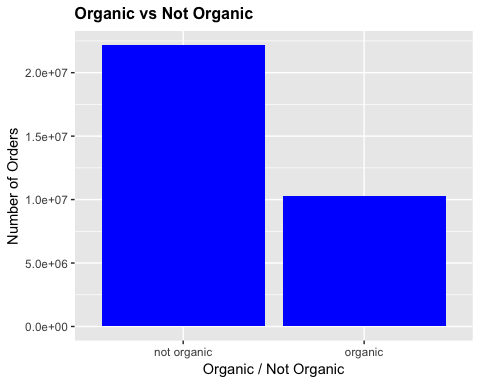 Organic vs Not Organic
Number of Orders
2.0e+07
1.5e+07
1.0e+07
5.0e+06
0.0e+00
not organic
organic
Organic / Not Organic